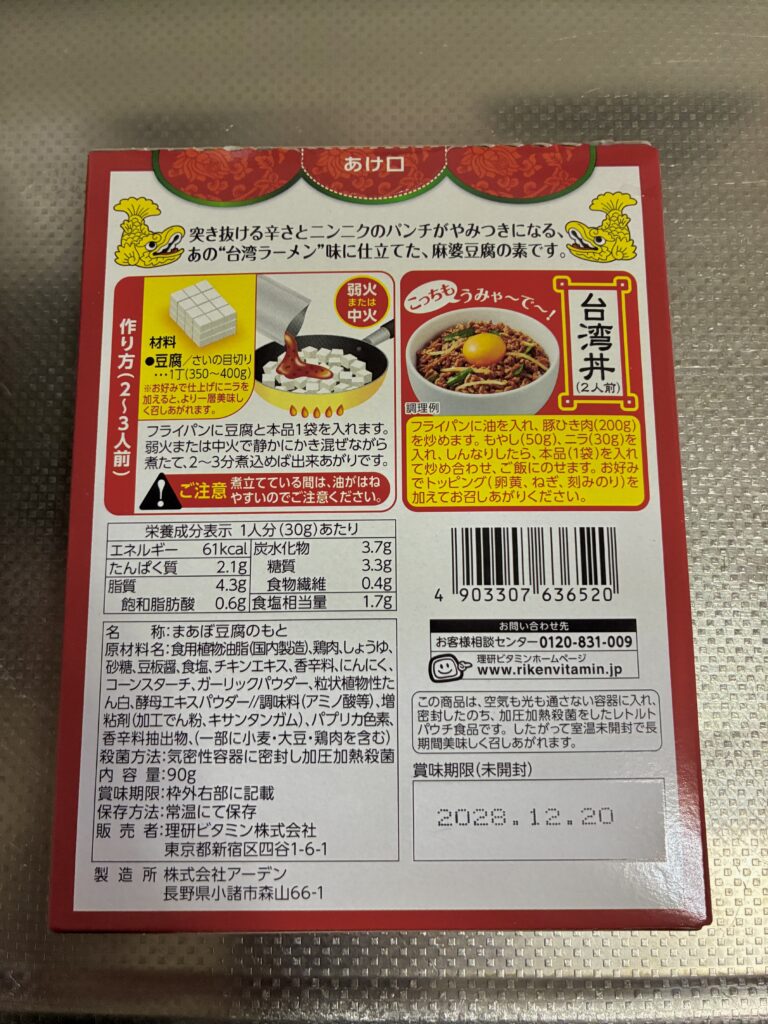 あけ口
突き抜ける辛さとニンニクのパンチがやみつきになる、
あの“台湾ラーメン”味に仕立てた、麻婆豆腐の素です。
作り方(2〜3人前)
材料
●豆腐/さいの目切り
…1丁(350〜400g)
※お好みで仕上げにニラを
加えると、より一層美味し
く召しあがれます。
弱火
または
中火
フライパンに豆腐と本品1袋を入れます。
弱火または中火で静かにかき混ぜながら
煮たて、2〜3分煮込めば出来あがりです。
ご注意 煮立てている間は、油がはね
やすいのでご注意ください。
こっちも うみゃ〜で〜!
台湾丼
(2人前)
調理例
フライパンに油を入れ、豚ひき肉(200g)
を炒めます。もやし(50g)、ニラ(30g)を
入れ、しんなりしたら、本品(1袋)を入れ
て炒め合わせ、ご飯にのせます。お好み
でトッピング(卵黄、ねぎ、刻みのり)を
加えてお召しあがりください。
栄養成分表示 1人分(30g)あたり
エネルギー 61kcal 炭水化物 3.7g
たんぱく質 2.1g 糖質 3.3g
脂質 4.3g 食物繊維 0.4g
飽和脂肪酸 0.6g 食塩相当量 1.7g
名 称:まあぼ豆腐のもと
原材料名:食用植物油脂(国内製造)、鶏肉、しょうゆ、
砂糖、豆板醤、食塩、チキンエキス、香辛料、にんにく、
コーンスターチ、ガーリックパウダー、粒状植物性た
ん白、酵母エキスパウダー//調味料(アミノ酸等)、増
粘剤(加工でん粉、キサンタンガム)、パプリカ色素、
香辛料抽出物、(一部に小麦・大豆・鶏肉を含む)
殺菌方法:気密性容器に密封し加圧加熱殺菌
内 容 量:90g
賞味期限:枠外右部に記載
保存方法:常温にて保存
販 売 者:理研ビタミン株式会社
東京都新宿区四谷1-6-1
製 造 所 株式会社アーデン
長野県小諸市森山66-1
4 903307 636520
お問い合わせ先
お客様相談センター 0120-831-009
理研ビタミンホームページ
www.rikenvitamin.jp
この商品は、空気も光も通さない容器に入れ、
密封したのち、加圧加熱殺菌をしたレトルト
パウチ食品です。したがって室温未開封で長
期間美味しく召しあがれます。
賞味期限(未開封)
2028.12.20